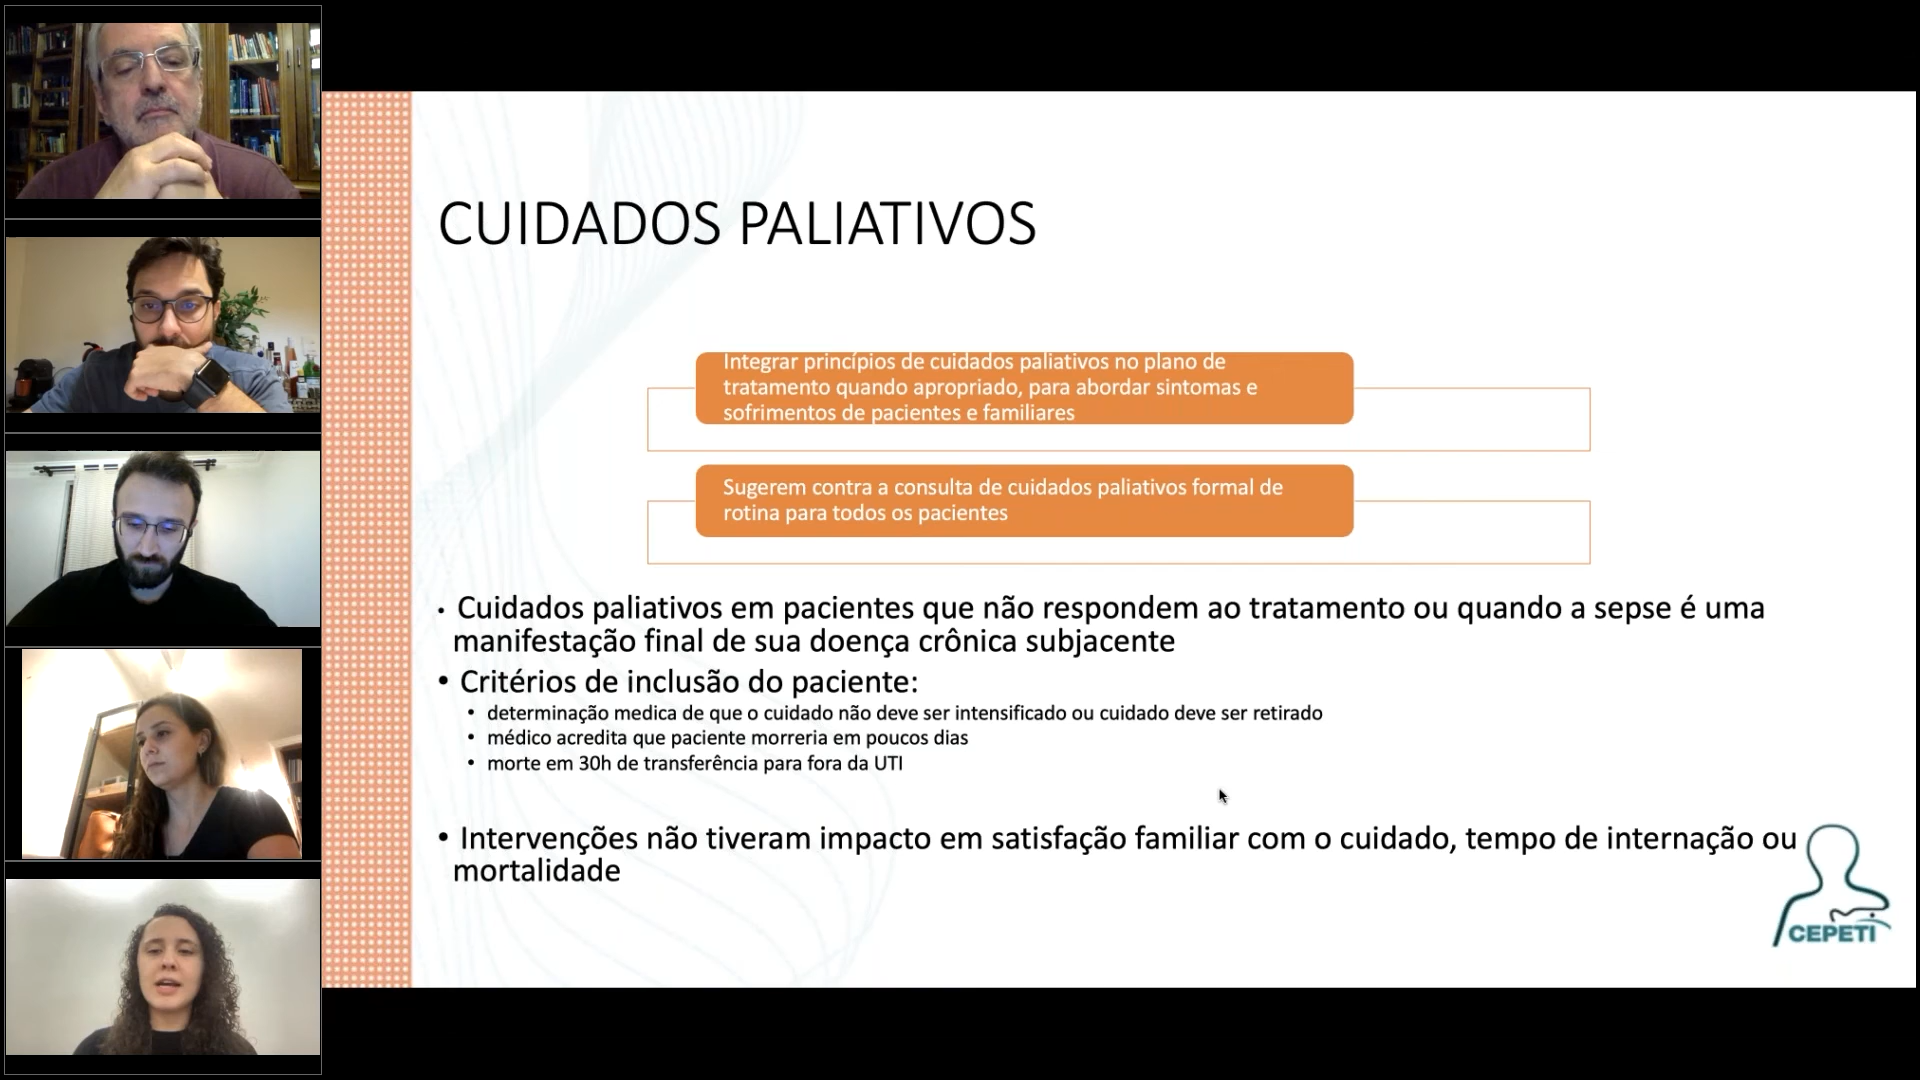 CUIDADOS PALIATIVOS
Integrar princípios de cuidados paliativos no plano de
tratamento quando apropriado, para abordar sintomas e
sofrimentos de pacientes e familiares
Sugerem contra a consulta de cuidados paliativos formal de
rotina para todos os pacientes
• Cuidados paliativos em pacientes que não respondem ao tratamento ou quando a sepse é uma
manifestação final de sua doença crônica subjacente
• Critérios de inclusão do paciente:
• determinação medica de que o cuidado não deve ser intensificado ou cuidado deve ser retirado
• médico acredita que paciente morreria em poucos dias
• morte em 30h de transferência para fora da UTI
• Intervenções não tiveram impacto em satisfação familiar com o cuidado, tempo de internação ou
mortalidade
CEPETI